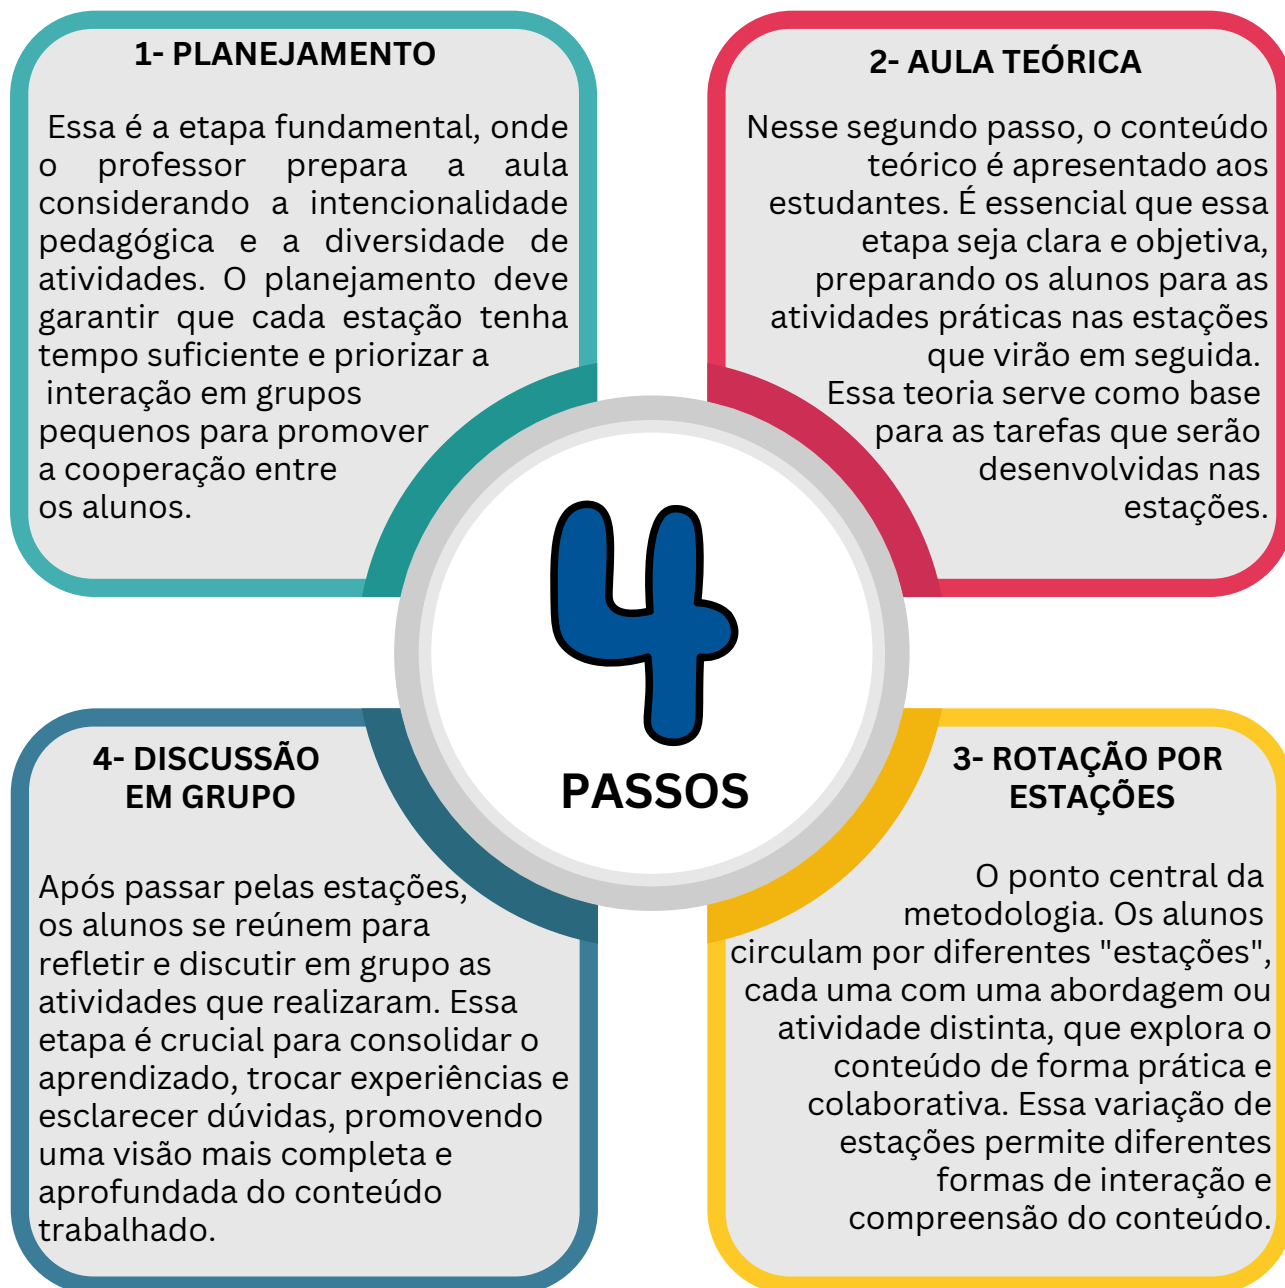 1- PLANEJAMENTO
Essa é a etapa fundamental, onde
o professor prepara a aula
considerando a intencionalidade
pedagógica e a diversidade de
atividades. O planejamento deve
garantir que cada estação tenha
tempo suficiente e priorizar a
interação em grupos
pequenos para promover
a cooperação entre
os alunos.
2- AULA TEÓRICA
Nesse segundo passo, o conteúdo
teórico é apresentado aos
estudantes. É essencial que essa
etapa seja clara e objetiva,
preparando os alunos para as
atividades práticas nas estações
que virão em seguida.
Essa teoria serve como base
para as tarefas que serão
desenvolvidas nas
estações.
4
PASSOS
3- ROTAÇÃO POR
ESTAÇÕES
O ponto central da
metodologia. Os alunos
circulam por diferentes "estações",
cada uma com uma abordagem ou
atividade distinta, que explora o
conteúdo de forma prática e
colaborativa. Essa variação de
estações permite diferentes
formas de interação e
compreensão do conteúdo.
4- DISCUSSÃO
EM GRUPO
Após passar pelas estações,
os alunos se reúnem para
refletir e discutir em grupo as
atividades que realizaram. Essa
etapa é crucial para consolidar o
aprendizado, trocar experiências e
esclarecer dúvidas, promovendo
uma visão mais completa e
aprofundada do conteúdo
trabalhado.